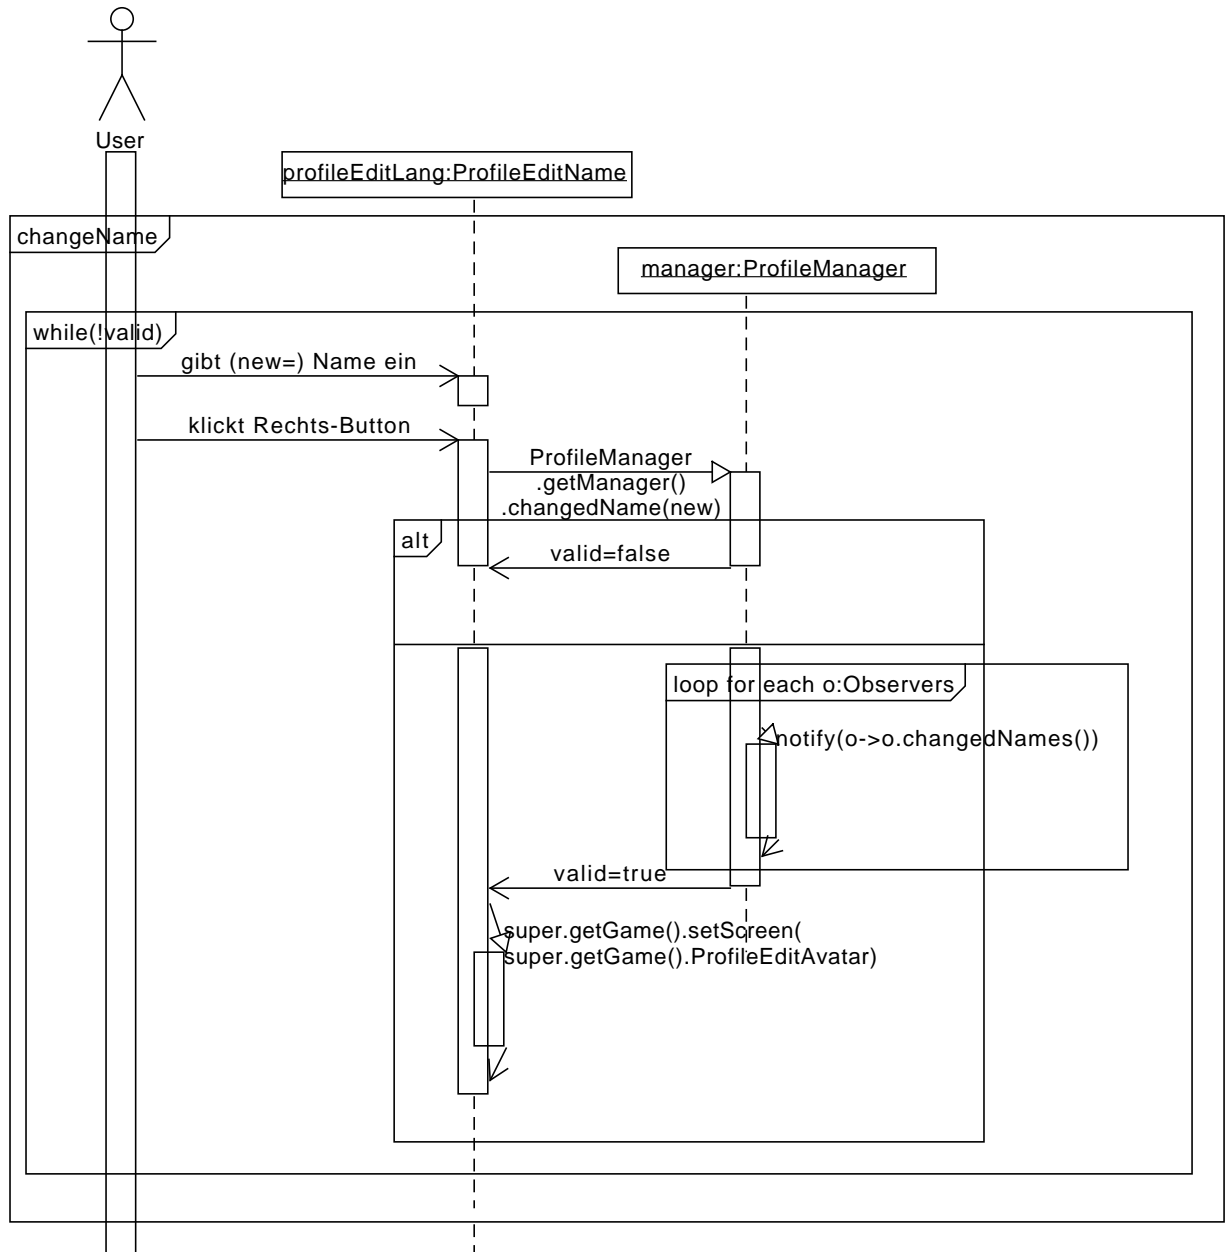 User
profileEditLang:ProfileEditName
changeName
manager:ProfileManager
while(!valid)
gibt (new=) Name ein
klickt Rechts-Button
ProfileManager
.getManager()
.changedName(new)
alt
valid=false
loop for each o:Observers
notify(o->o.changedNames())
valid=true
super.getGame().setScreen(
super.getGame().ProfileEditAvatar)